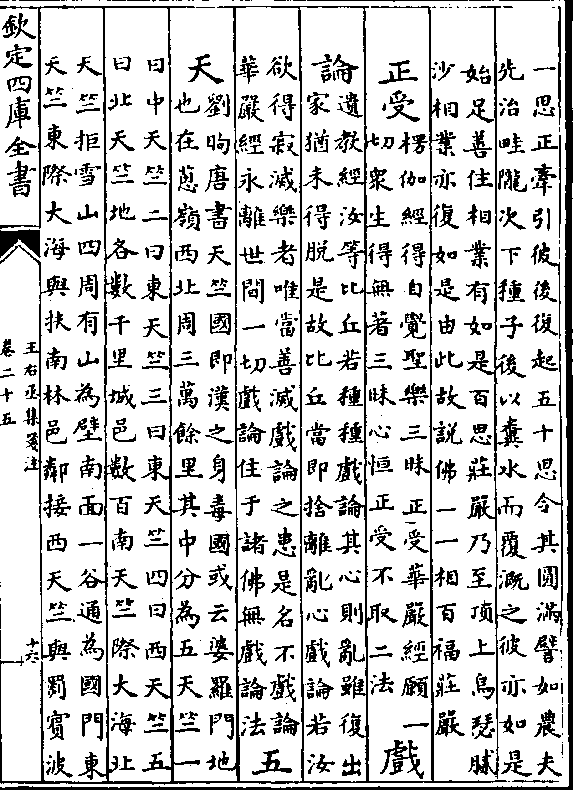 一思正牽引彼後復起五十思令其圓滿譬如農夫
先治畦隴次下種子後以糞水而覆溉之彼亦如是
始足善住相業有如是百思莊嚴乃至頂上烏瑟膩
沙相業亦復如是由此故說佛一一相百福莊嚴
正受
楞伽經得自覺聖樂三昧正受華嚴經願一
切衆生得無著三昧心恒正受不取二法
戲
論
遺教經汝等比丘若種種戲論其心則亂雖復出
家猶未得脫是故比丘當即捨離亂心戲論若汝
欲得寂滅樂者唯當善滅戲論之患是名不戲論
華嚴經永離世間一切戲論住于諸佛無戲論法
五
天
劉昫唐書天竺國即漢之身毒國或云婆羅門地
也在葱嶺西北周三萬餘里其中分為五天竺一
曰中天竺二曰東天竺三曰東天竺四曰西天竺五
曰北天竺地各數千里城邑數百南天竺際大海北
天竺拒雪山四周有山為壁南面一谷通為國門東
天竺東際大海與扶南林邑鄰接西天竺與罽賓波
欽定四庫全書
王右丞集箋注
卷二十五
十六